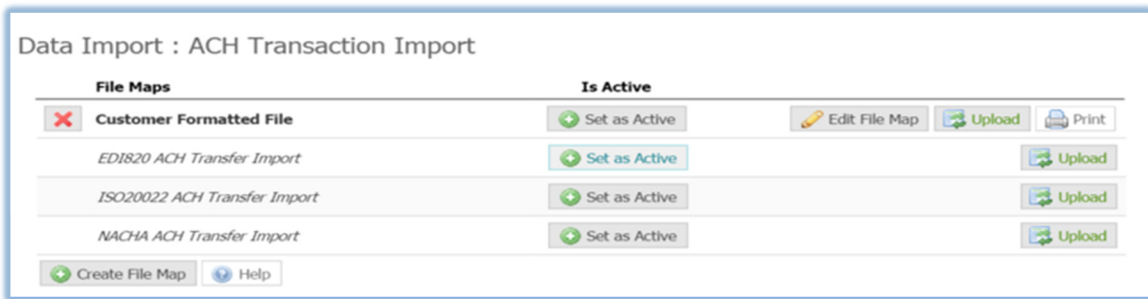 Data Import : ACH Transaction Import
File Maps Is Active
Customer Formatted File Set as Active Edit File Map Upload Print
EDI820 ACH Transfer Import Set as Active Upload
ISO20022 ACH Transfer Import Set as Active Upload
NACHA ACH Transfer Import Set as Active Upload
Create File Map Help